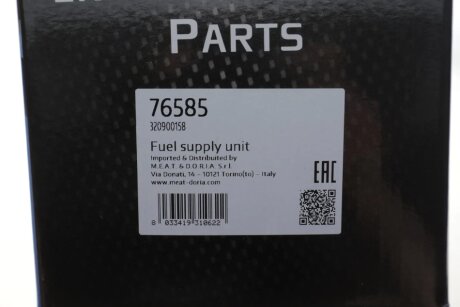 PARTS
76585
320900158
Fuel supply unit
Imported & Distributed by
M.E.A.T. & D.O.R.I.A. S.r.l.
Via Donati, 14 - 10121 Torino(to) - Italy
www.meat-doria.com
EAC
8 033419 310622